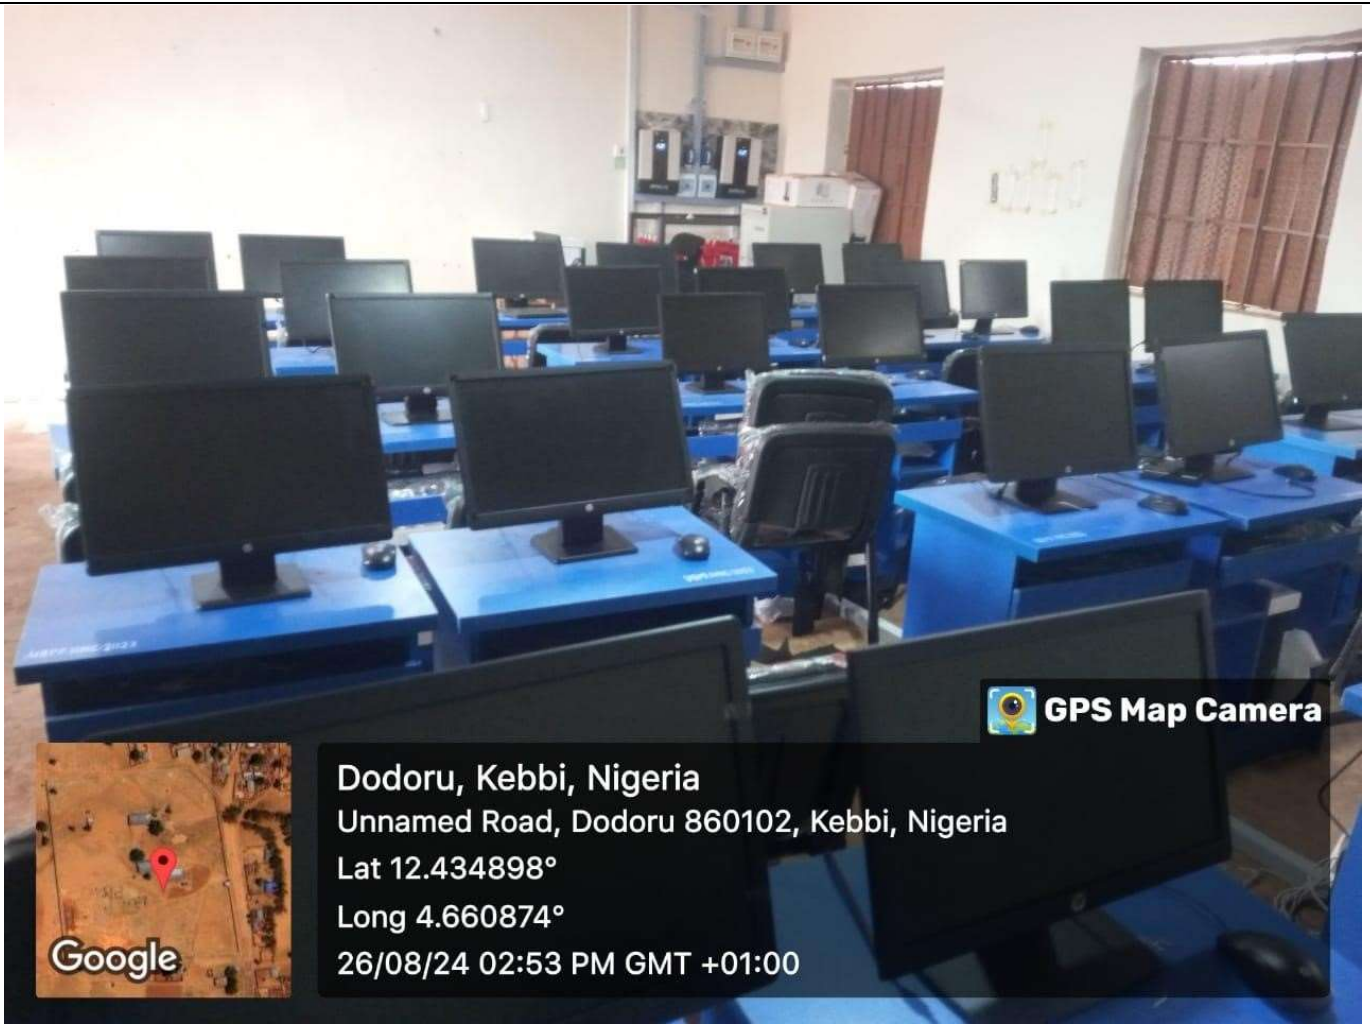 GPS Map Camera
Dodoru, Kebbi, Nigeria
Unnamed Road, Dodoru 860102, Kebbi, Nigeria
Lat 12.434898°
Long 4.660874°
26/08/24 02:53 PM GMT +01:00
Google